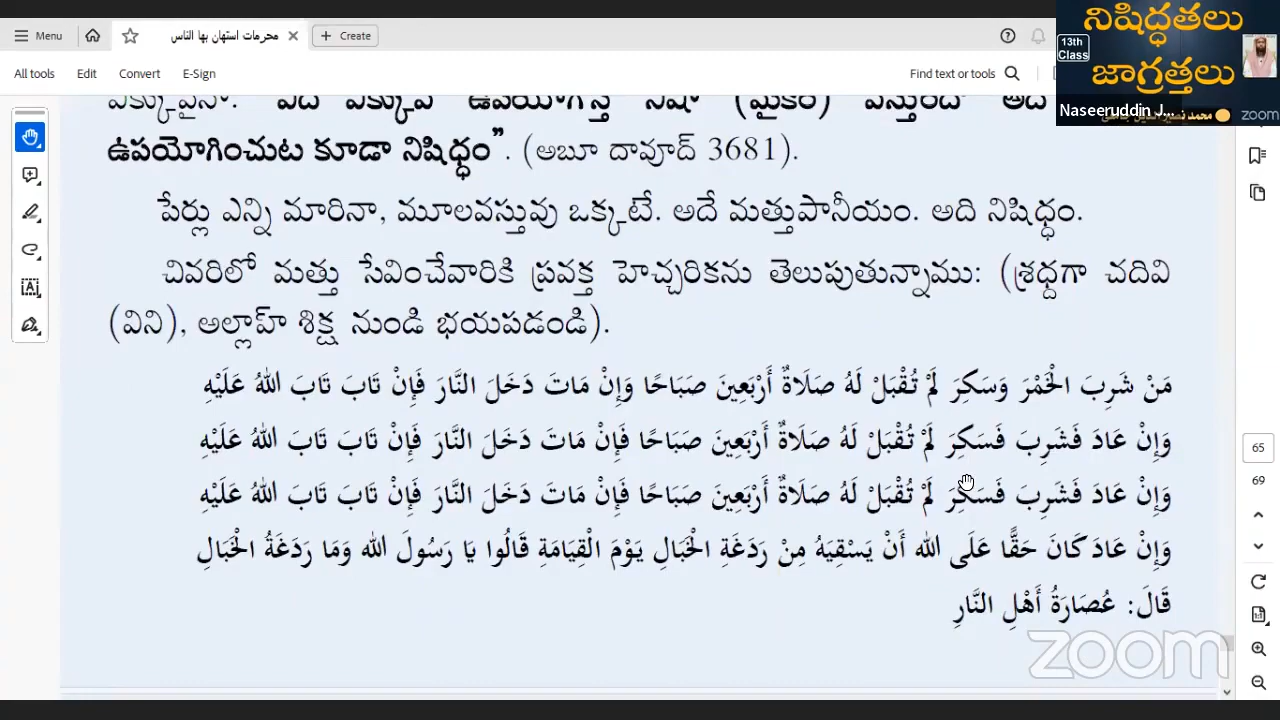 Menu
محرمات استهان بها الناس
Create
All tools
Edit
Convert
E-Sign
Find text or tools
నిషిద్ధతలు
13th Class
జాగ్రత్తలు
Naseeruddin J...
zoom
ఉపయోగించుట కూడా నిషిధ్ధం”. (అబూ దావూద్ 3681).
పేర్లు ఎన్ని మారినా, మూలవస్తువు ఒక్కటే. అదే మత్తుపానీయం. అది నిషిధ్ధం.
చివరిలో మత్తు సేవించేవారికి ప్రవక్త హెచ్చరికను తెలుపుతున్నాము: (శ్రధ్దగా చదివి
(విని), అల్లాహ్ శిక్ష నుండి భయపడండి).
مَنْ شَرِبَ الْخَمْرَ وَسَكِرَ لَمْ تُقْبَلْ لَهُ صَلَاةٌ أَرْبَعِينَ صَبَاحًا وَإِنْ مَاتَ دَخَلَ النَّارَ فَإِنْ تَابَ تَابَ اللهُ عَلَيْهِ
وَإِنْ عَادَ فَشَرِبَ فَسَكِرَ لَمْ تُقْبَلْ لَهُ صَلَاةٌ أَرْبَعِينَ صَبَاحًا فَإِنْ مَاتَ دَخَلَ النَّارَ فَإِنْ تَابَ تَابَ اللهُ عَلَيْهِ
وَإِنْ عَادَ فَشَرِبَ فَسَكِرَ لَمْ تُقْبَلْ لَهُ صَلَاةٌ أَرْبَعِينَ صَبَاحًا فَإِنْ مَاتَ دَخَلَ النَّارَ فَإِنْ تَابَ تَابَ اللهُ عَلَيْهِ
وَإِنْ عَادَ كَانَ حَقًّا عَلَى الله أَنْ يَسْقِيَهُ مِنْ رَدَغَةِ الْخَبَالِ يَوْمَ الْقِيَامَةِ قَالُوا يَا رَسُولَ الله وَمَا رَدَغَةُ الْخَبَالِ
قَالَ: عُصَارَةُ أَهْلِ النَّارِ
65
69
zoom